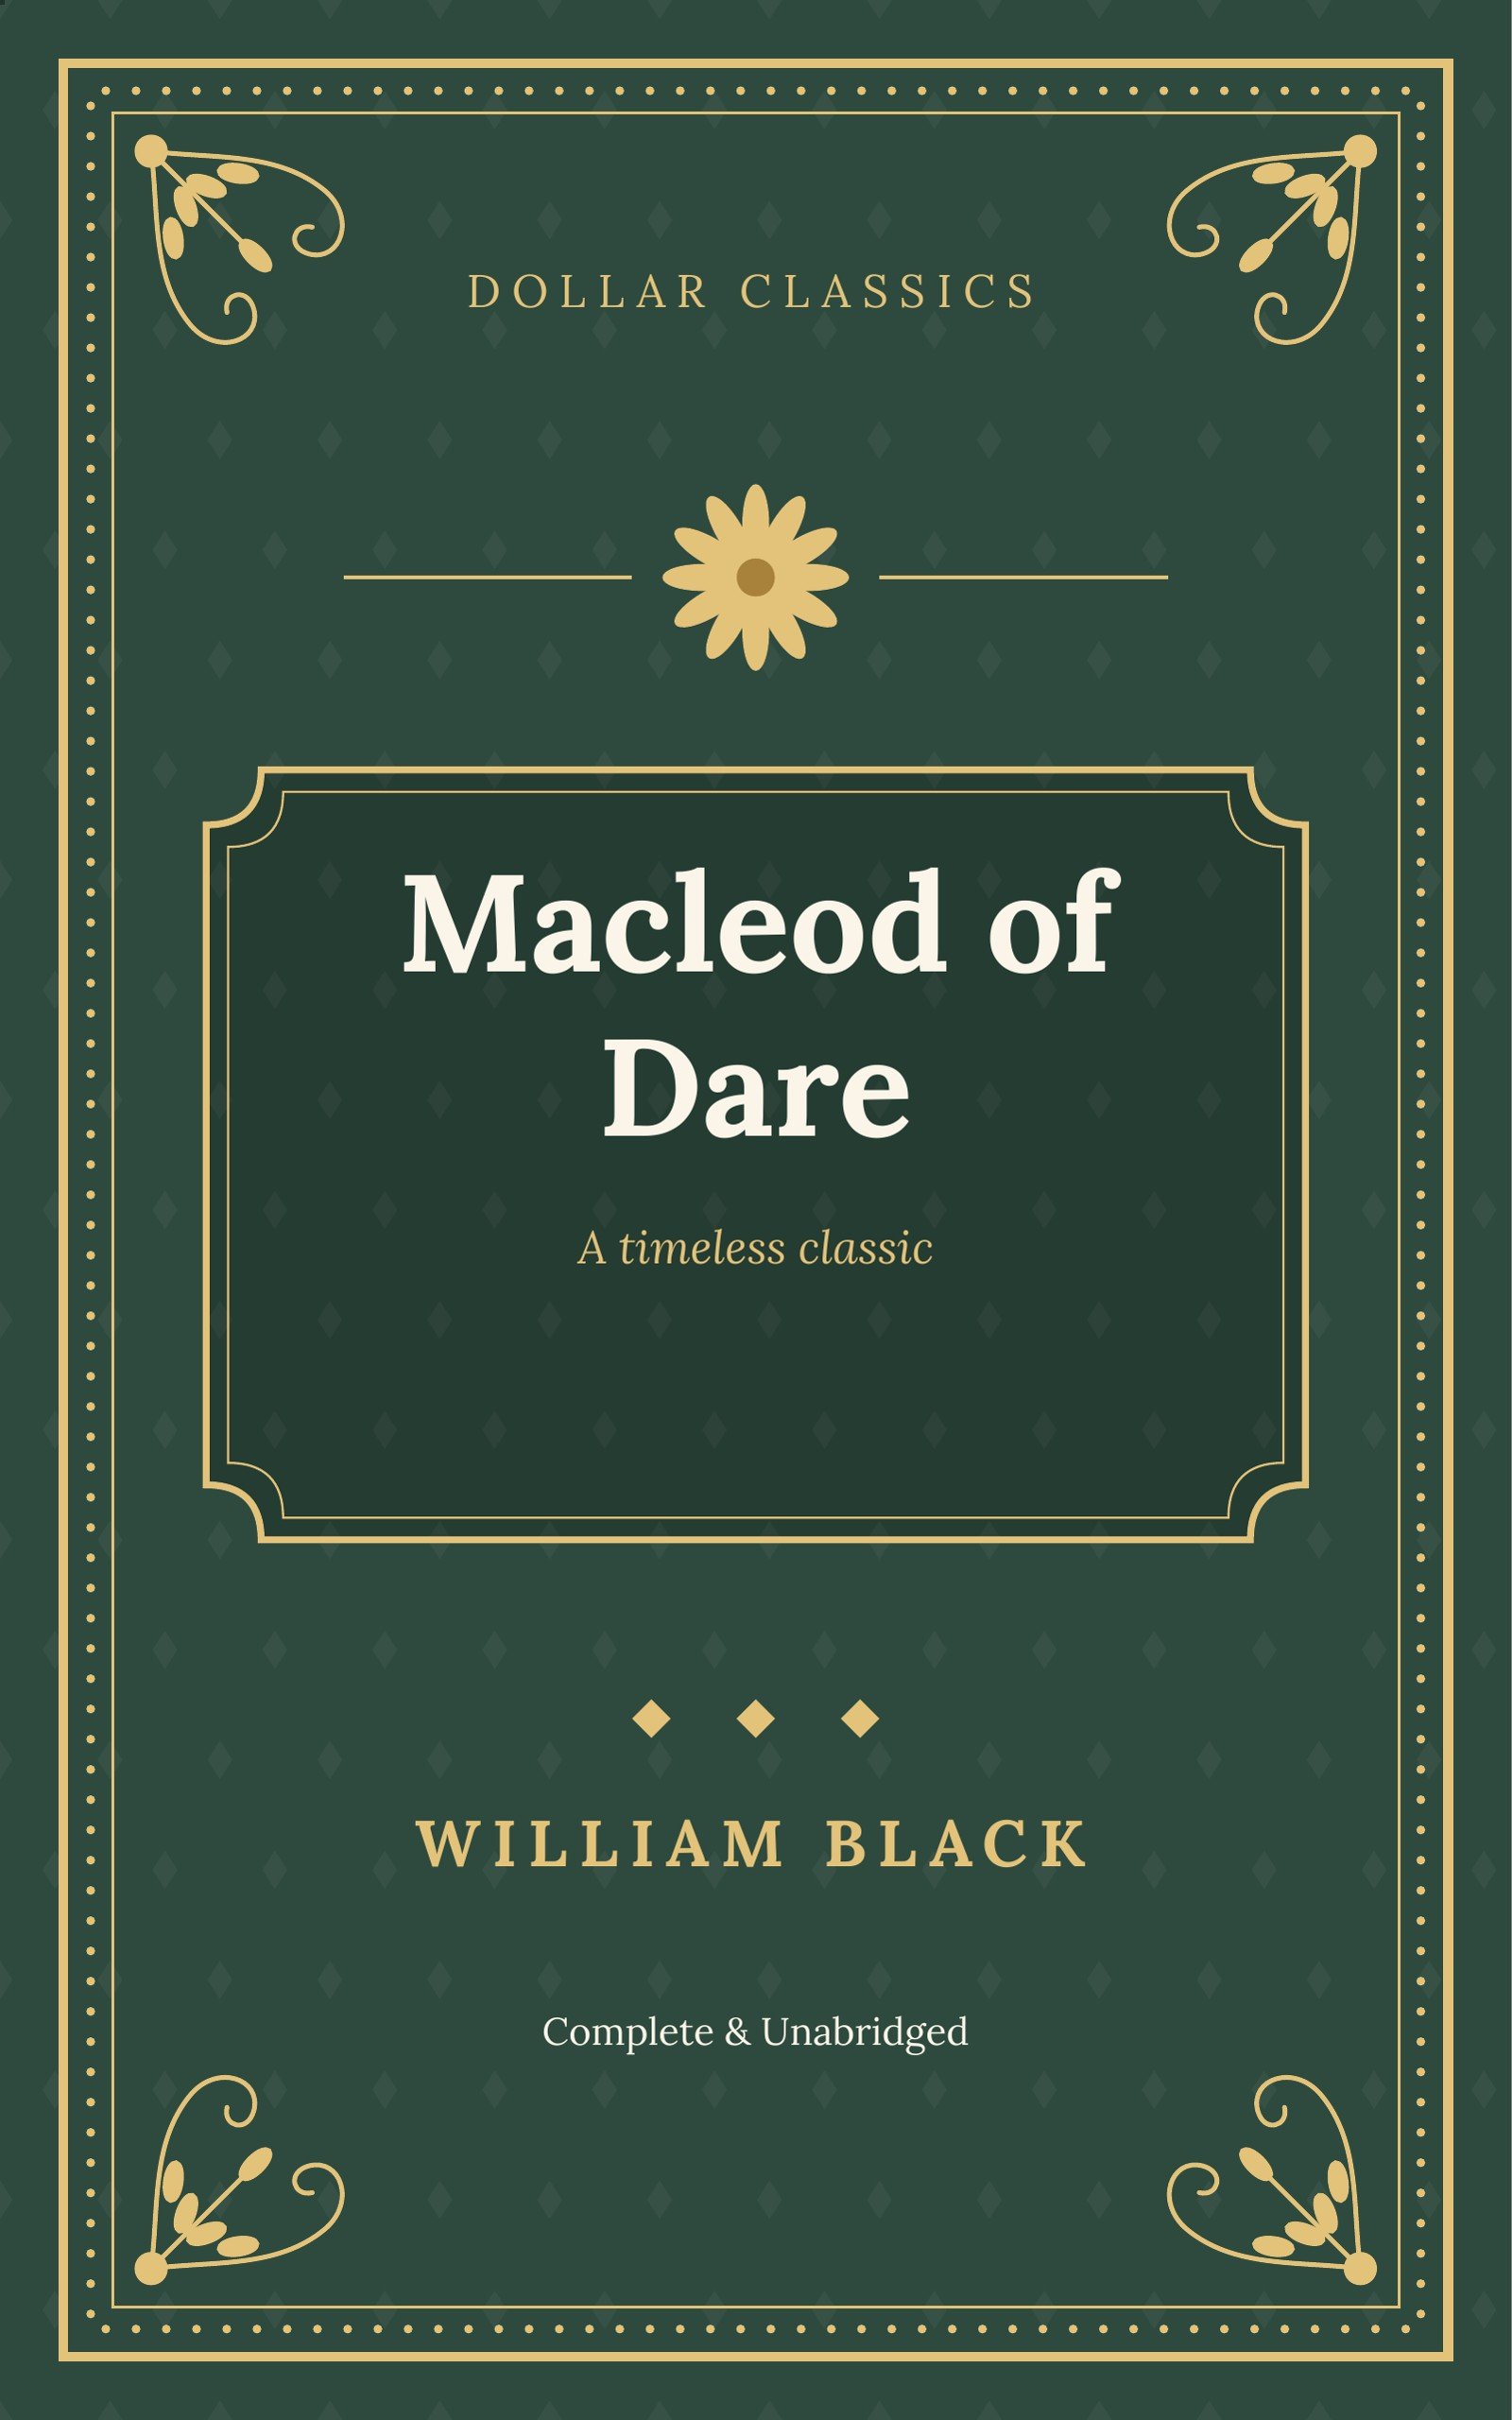 DOLLAR CLASSICS
Macleod of
Dare
A timeless classic
WILLIAM BLACK
Complete & Unabridged